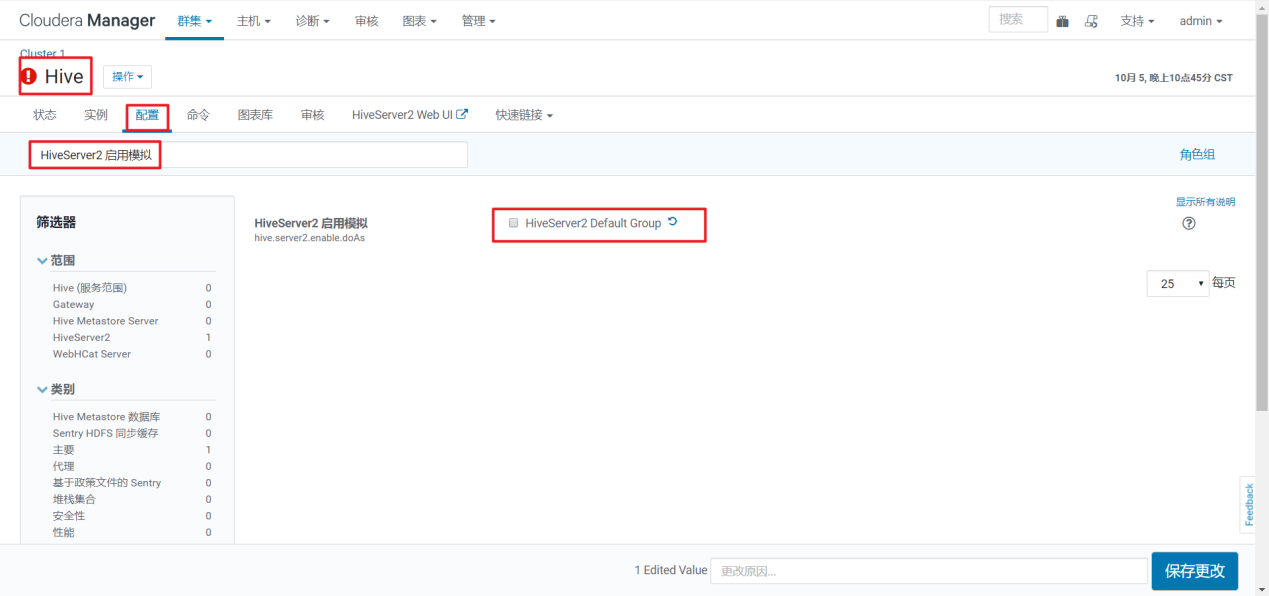 Cloudera Manager 群集 主机 诊断 审核 图表 管理 搜索 支持 admin
Cluster 1
Hive 操作 10月 5, 晚上10点45分 CST
状态 实例 配置 命令 图表库 审核 HiveServer2 Web UI 快速链接
HiveServer2 启用模拟 角色组
显示所有说明
筛选器 HiveServer2 启用模拟 HiveServer2 Default Group
hive.server2.enable.doAs
范围
25 每页
Hive (服务范围) 0
Gateway 0
Hive Metastore Server 0
HiveServer2 1
WebHCat Server 0
类别
Hive Metastore 数据库 0
Sentry HDFS 同步缓存 0
主要 1
代理 0
基于政策文件的 Sentry 0
堆栈集合 0
安全性 0
性能 0
Feedback
1 Edited Value 更改原因... 保存更改